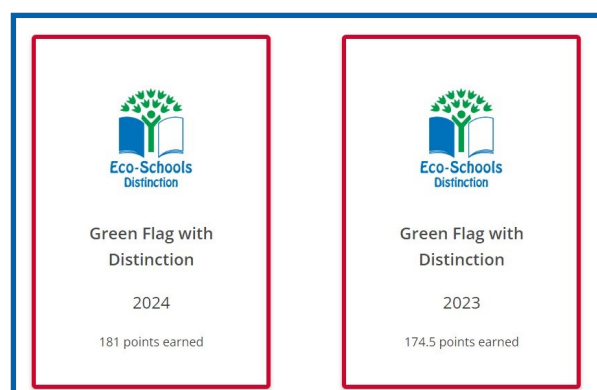 Eco-Schools
Distinction
Green Flag with
Distinction
2024
181 points earned
Eco-Schools
Distinction
Green Flag with
Distinction
2023
174.5 points earned